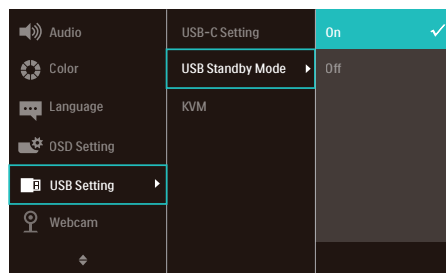 Audio
Color
Language
OSD Setting
USB Setting
Webcam
USB-C Setting
USB Standby Mode
KVM
On
Off